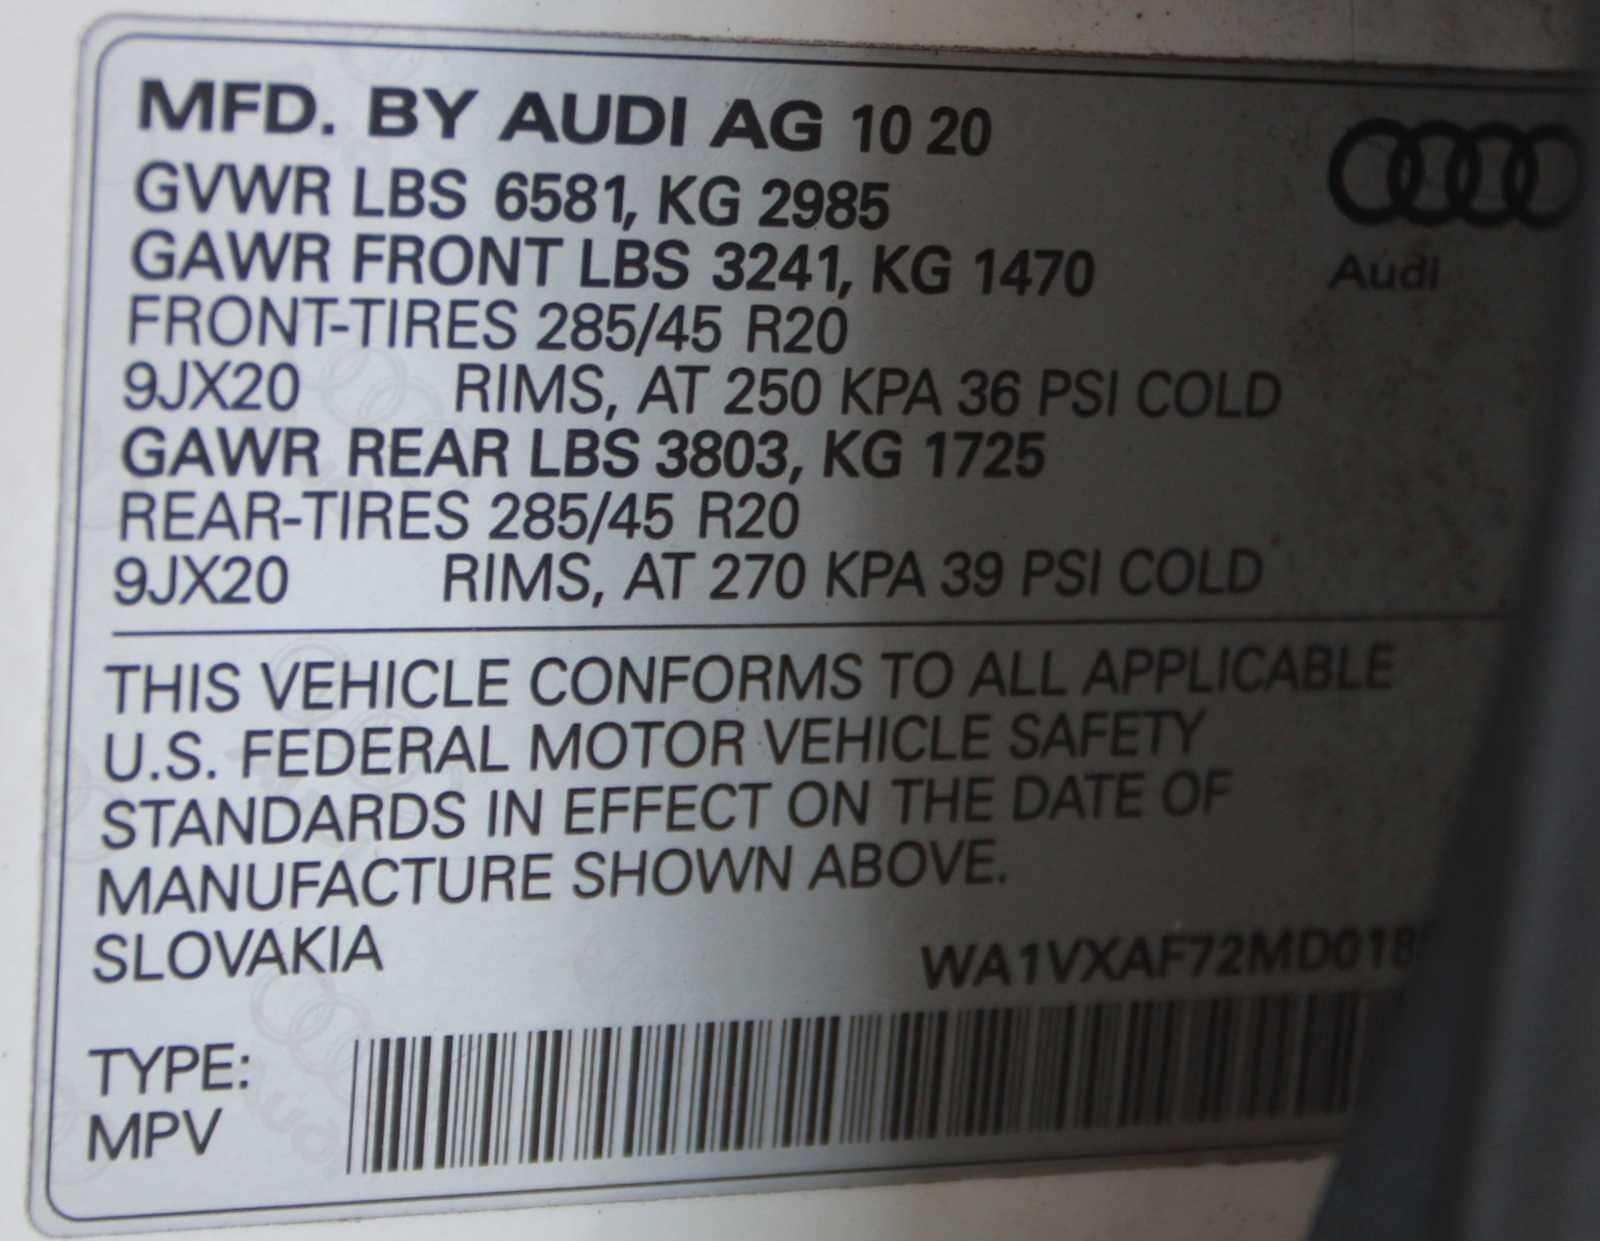 MFD. BY AUDI AG 10 20
GVWR LBS 6581, KG 2985
GAWR FRONT LBS 3241, KG 1470
Audi
FRONT-TIRES 285/45 R20
9JX20 RIMS, AT 250 KPA 36 PSI COLD
GAWR REAR LBS 3803, KG 1725
REAR-TIRES 285/45 R20
9JX20 RIMS, AT 270 KPA 39 PSI COLD
THIS VEHICLE CONFORMS TO ALL APPLICABLE
U.S. FEDERAL MOTOR VEHICLE SAFETY
STANDARDS IN EFFECT ON THE DATE OF
MANUFACTURE SHOWN ABOVE.
SLOVAKIA
TYPE:
MPV